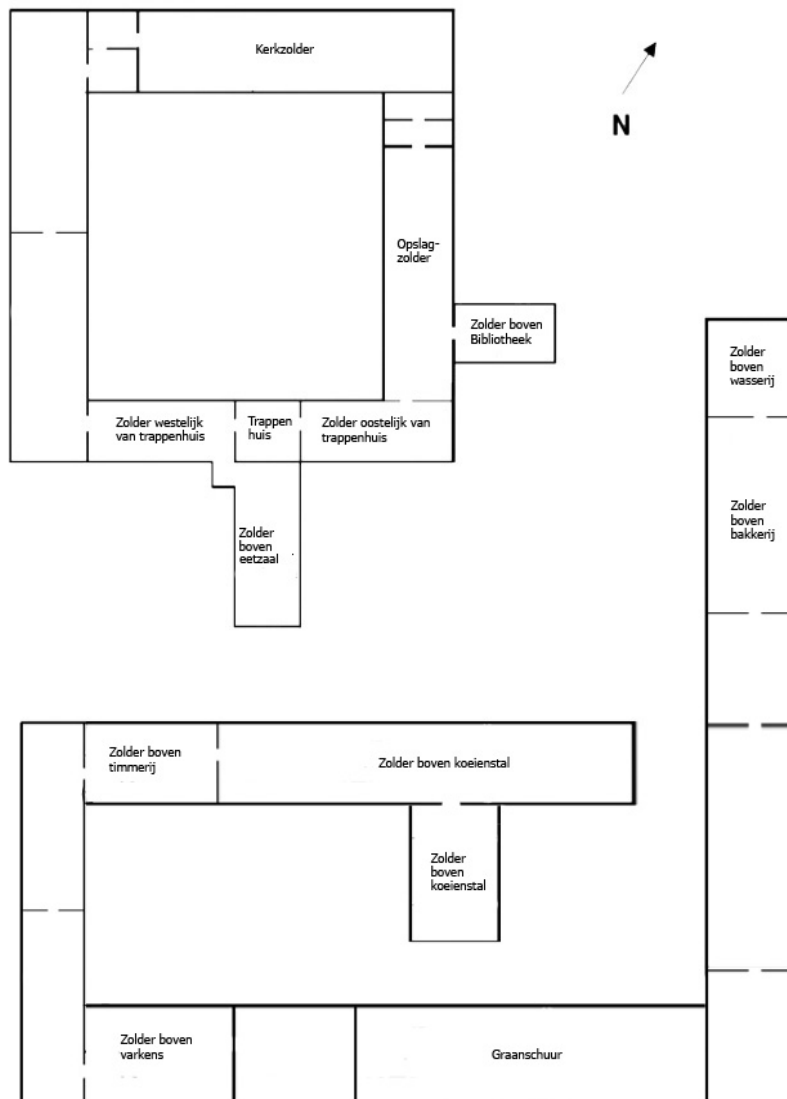 Kerkzolder
N
Opslag-
zolder
Zolder boven
Bibliotheek
Zolder
boven
wasserij
Zolder westelijk
van trappenhuis
Trappen
huis
Zolder oostelijk van
trappenhuis
Zolder
boven
bakkerij
Zolder
boven
eetzaal
Zolder boven
timmerij
Zolder boven koeienstal
Zolder
boven
koeienstal
Zolder boven
varkens
Graanschuur